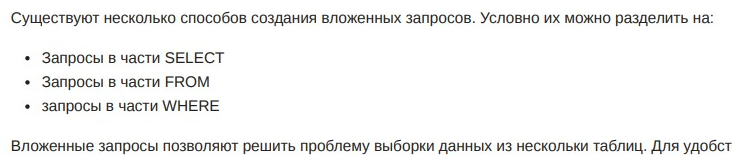 Существуют несколько способов создания вложенных запросов. Условно их можно разделить на:
• Запросы в части SELECT
• Запросы в части FROM
• запросы в части WHERE
Вложенные запросы позволяют решить проблему выборки данных из нескольки таблиц. Для удобст